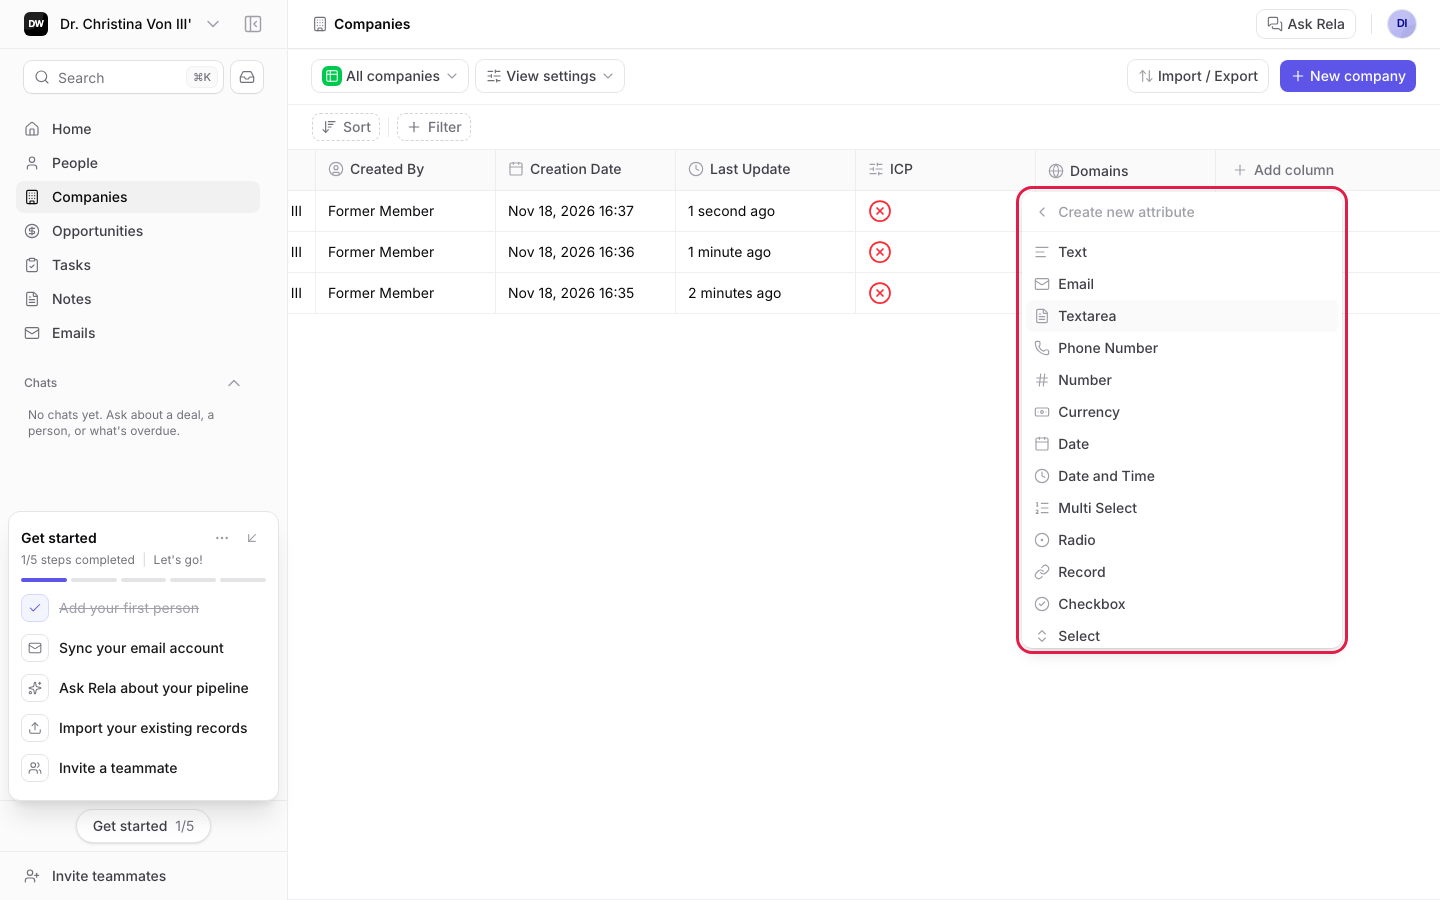 DW Dr. Christina Von III'
Search ⌘K
Home
People
Companies
Opportunities
Tasks
Notes
Emails
Chats
No chats yet. Ask about a deal, a
person, or what's overdue.
Get started
1/5 steps completed Let's go!
Add your first person
Sync your email account
Ask Rela about your pipeline
Import your existing records
Invite a teammate
Get started 1/5
Invite teammates
Companies
Ask Rela
DI
All companies
View settings
Import / Export
New company
Sort
Filter
Created By Creation Date Last Update ICP Domains Add column
III Former Member Nov 18, 2026 16:37 1 second ago
III Former Member Nov 18, 2026 16:36 1 minute ago
III Former Member Nov 18, 2026 16:35 2 minutes ago
Create new attribute
Text
Email
Textarea
Phone Number
Number
Currency
Date
Date and Time
Multi Select
Radio
Record
Checkbox
Select